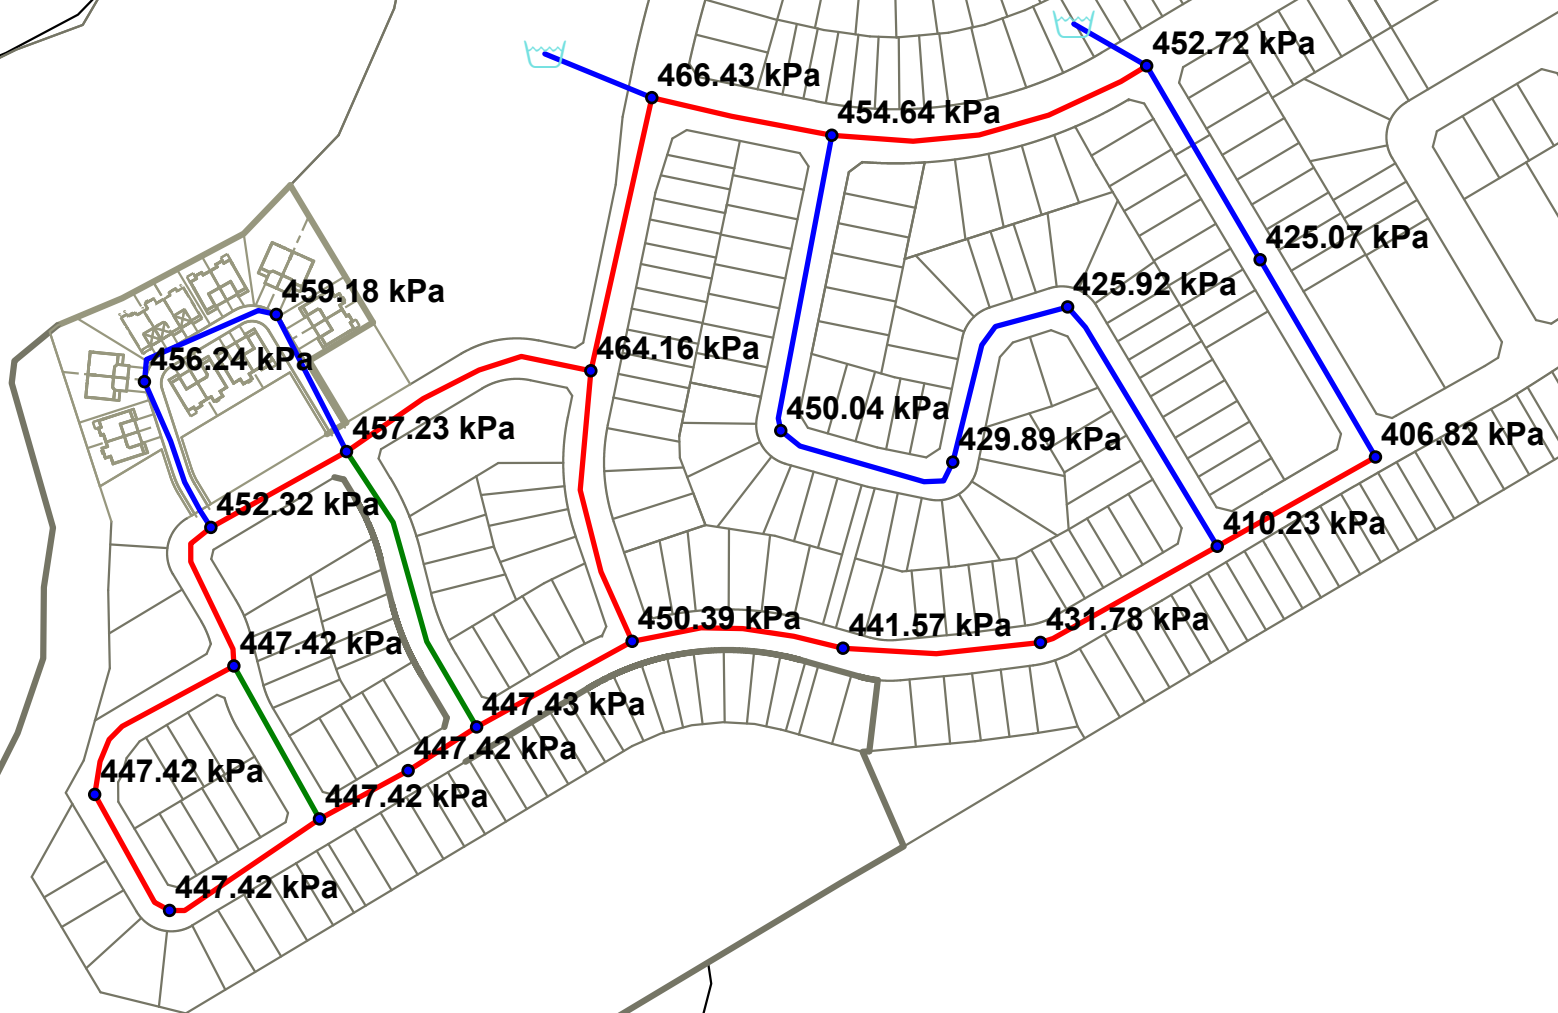 452.72 kPa
466.43 kPa
454.64 kPa
425.07 kPa
459.18 kPa
425.92 kPa
456.24 kPa
464.16 kPa
450.04 kPa
457.23 kPa
429.89 kPa
406.82 kPa
452.32 kPa
410.23 kPa
450.39 kPa
441.57 kPa
431.78 kPa
447.42 kPa
447.43 kPa
447.42 kPa
447.42 kPa
447.42 kPa
447.42 kPa